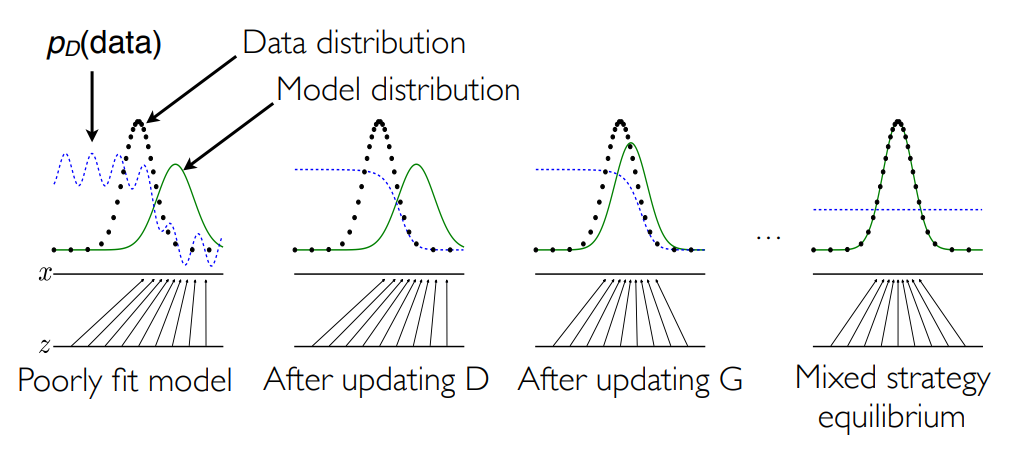 p_D(data)
Data distribution
Model distribution
...
x
z
Poorly fit model
After updating D
After updating G
Mixed strategy
equilibrium